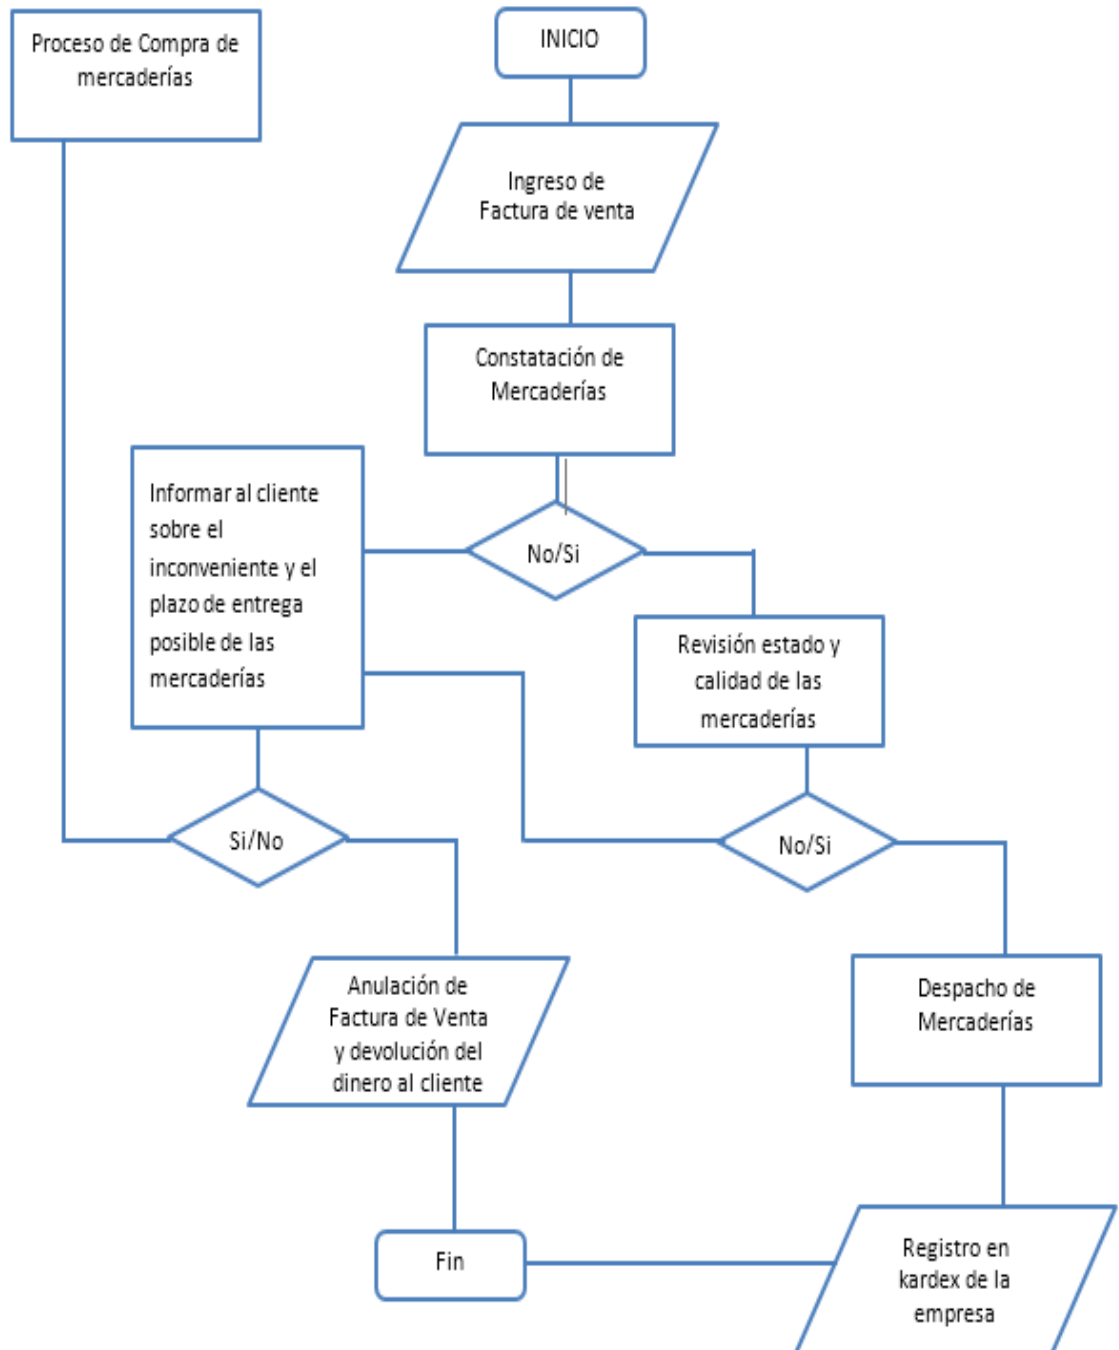 Proceso de Compra de
mercaderías
INICIO
Ingreso de
Factura de venta
Constatación de
Mercaderías
Informar al cliente
sobre el
inconveniente y el
plazo de entrega
posible de las
mercaderías
No/Si
Revisión estado y
calidad de las
mercaderías
Si/No
No/Si
Anulación de
Factura de Venta
y devolución del
dinero al cliente
Despacho de
Mercaderías
Fin
Registro en
kardex de la
empresa